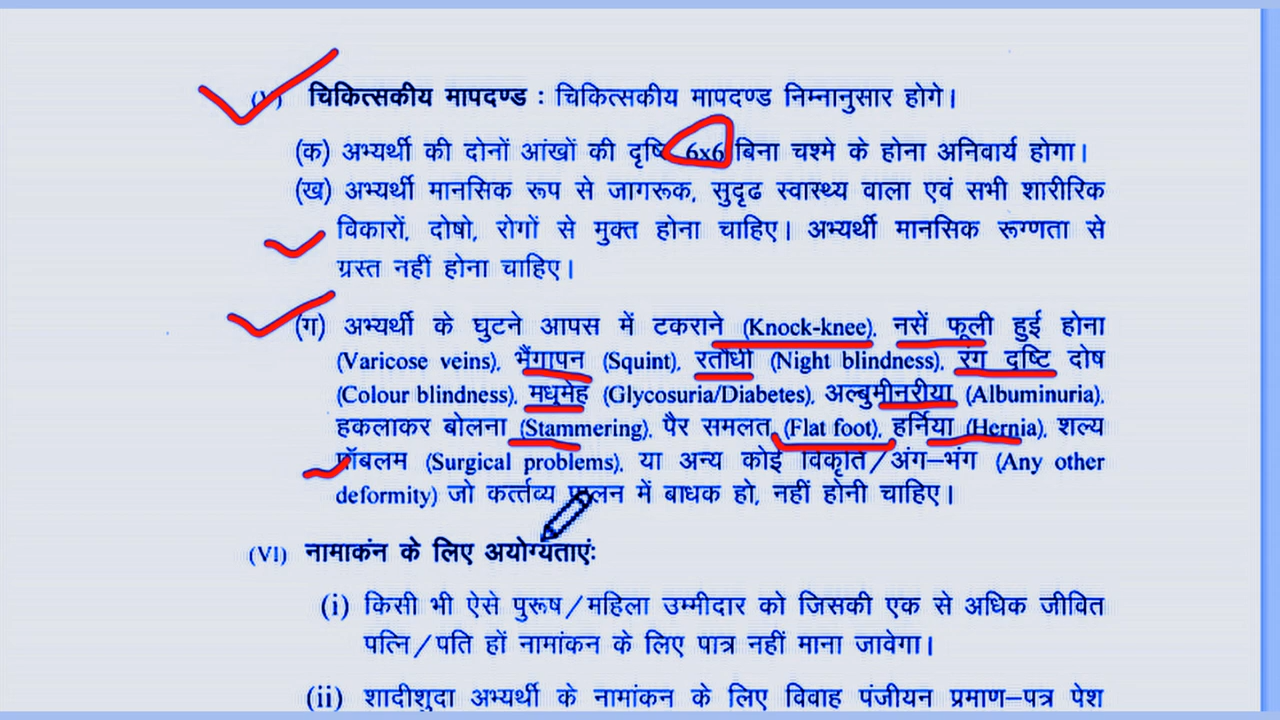 (V) चिकित्सकीय मापदण्ड : चिकित्सकीय मापदण्ड निम्नानुसार होगे।
(क) अभ्यर्थी की दोनों आंखों की दृष्टि 6x6 बिना चश्मे के होना अनिवार्य होगा।
(ख) अभ्यर्थी मानसिक रूप से जागरूक, सुदृढ स्वास्थ्य वाला एवं सभी शारीरिक
विकारों, दोषो, रोगों से मुक्त होना चाहिए। अभ्यर्थी मानसिक रूग्णता से
ग्रस्त नहीं होना चाहिए।
(ग) अभ्यर्थी के घुटने आपस में टकराने (Knock-knee), नसें फूली हुई होना
(Varicose veins), भैंगापन (Squint), रतौंधी (Night blindness), रंग दृष्टि दोष
(Colour blindness), मधुमेह (Glycosuria/Diabetes), अल्बुमीनरीया (Albuminuria),
हकलाकर बोलना (Stammering), पैर समलत (Flat foot), हर्निया (Hernia), शल्य
प्रॉबलम (Surgical problems), या अन्य कोई विकृति/अंग–भंग (Any other
deformity) जो कर्त्तव्य पालन में बाधक हो, नहीं होनी चाहिए।
(VI) नामाकंन के लिए अयोग्यताएंः
(i) किसी भी ऐसे पुरूष/महिला उम्मीदार को जिसकी एक से अधिक जीवित
पत्नि/पति हों नामांकन के लिए पात्र नहीं माना जावेगा।
(ii) शादीशुदा अभ्यर्थी के नामांकन के लिए विवाह पंजीयन प्रमाण–पत्र पेश